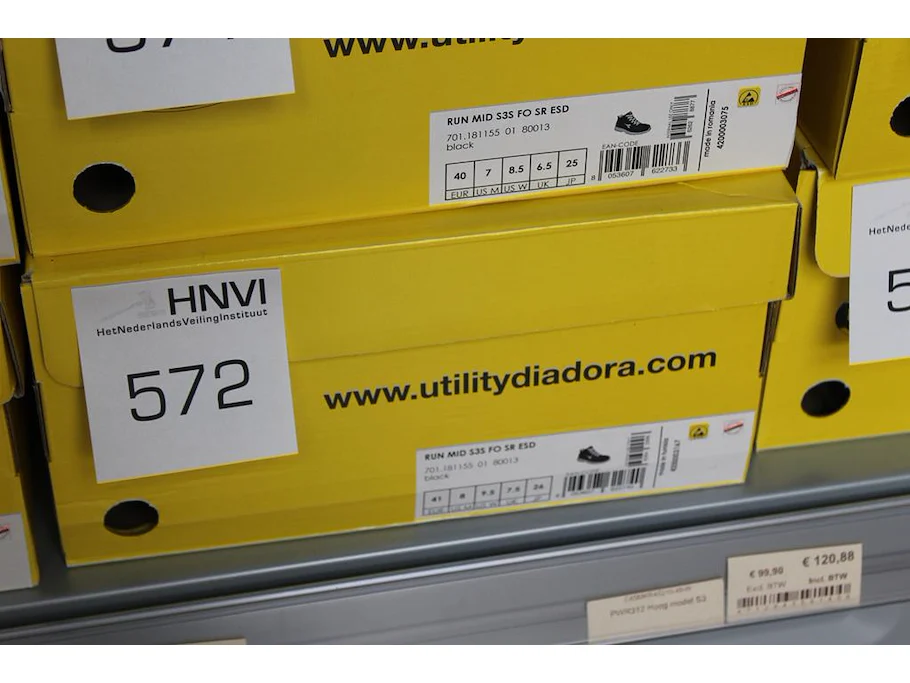 www.utility
RUN MID S3S FO SR ESD
701.181155 01 80013
black
EAN-CODE
40 7 8.5 6.5 25
EUR US M US W UK JP
8 053607 622733
made in romania
4200003075
HNVI
HetNederlandsVeilingInstituut
572
www.utilitydiadora.com
RUN MID S3S FO SR ESD
701.181155 01 80013
black
41 8 9.5 7.5 26
HetNede
5
€ 99,90 € 120,88
Excl. BTW Incl. BTW
Hoog model S3